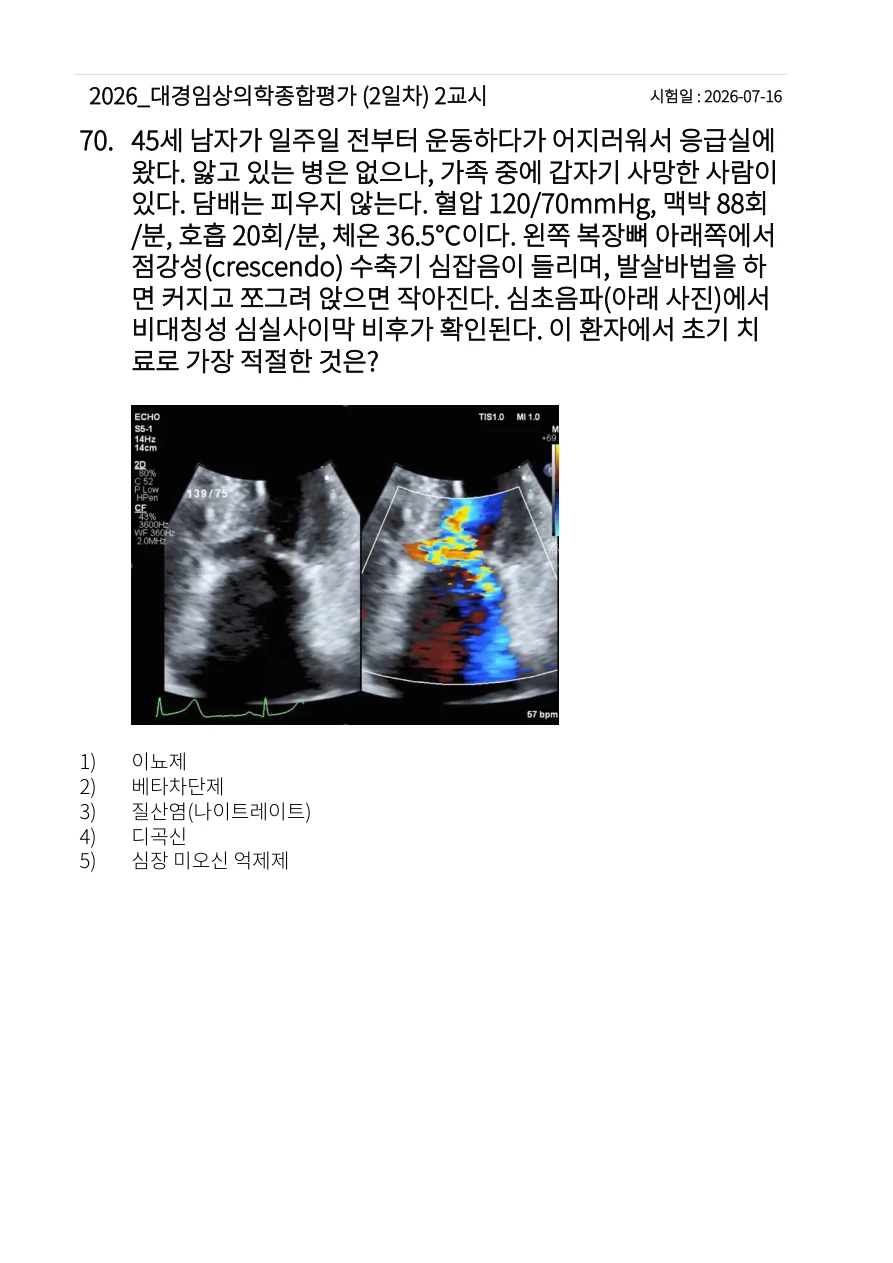 2026_대경임상의학종합평가 (2일차) 2교시
시험일 : 2026-07-16
70. 45세 남자가 일주일 전부터 운동하다가 어지러워서 응급실에
왔다. 앓고 있는 병은 없으나, 가족 중에 갑자기 사망한 사람이
있다. 담배는 피우지 않는다. 혈압 120/70mmHg, 맥박 88회
/분, 호흡 20회/분, 체온 36.5℃이다. 왼쪽 복장뼈 아래쪽에서
점강성(crescendo) 수축기 심잡음이 들리며, 발살바법을 하
면 커지고 쪼그려 앉으면 작아진다. 심초음파(아래 사진)에서
비대칭성 심실사이막 비후가 확인된다. 이 환자에서 초기 치
료로 가장 적절한 것은?
ECHO
S5-1
14Hz
14cm
2D
80%
C 52
P Low
HPen
CF
43%
3600Hz
WF 360Hz
2.0MHz
TIS1.0 MI 1.0
M
+69
139/75
57 bpm
1) 이뇨제
2) 베타차단제
3) 질산염(나이트레이트)
4) 디곡신
5) 심장 미오신 억제제